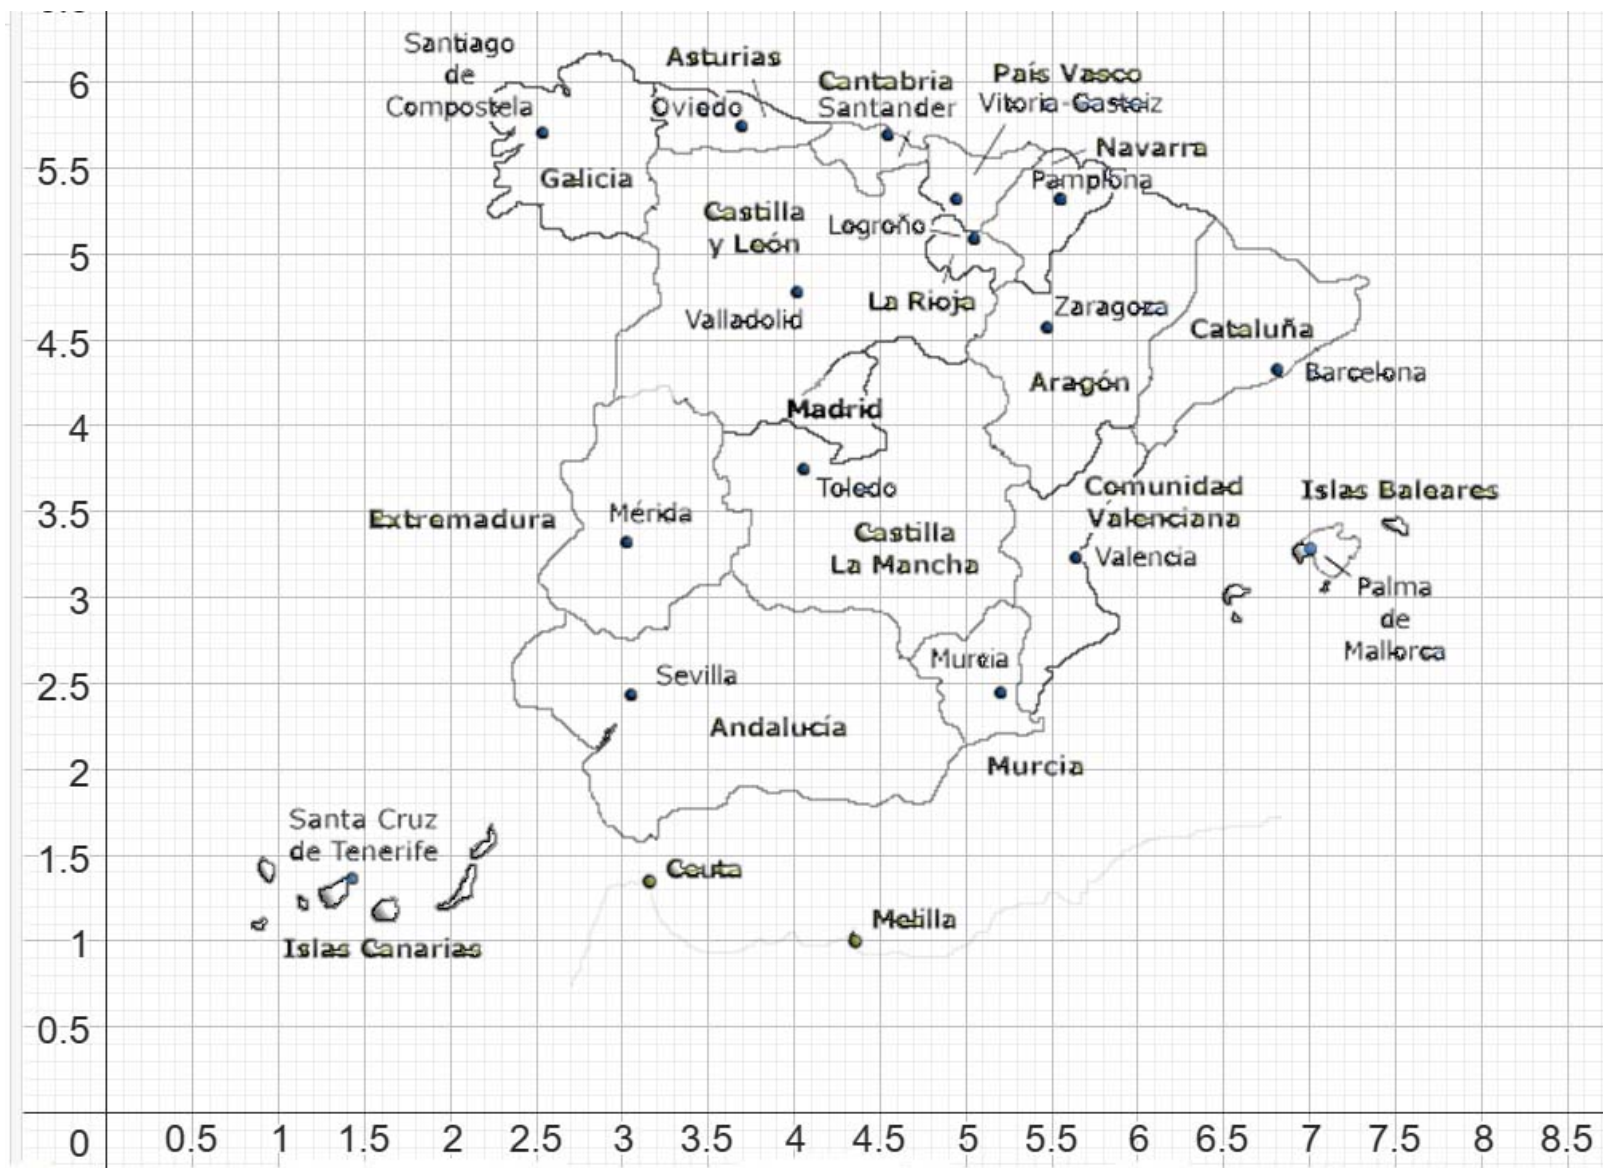 Santiago
de
Compostela
Asturias
Oviedo
Cantabria
Santander
País Vasco
Vitoria-Gasteiz
Navarra
Pamplona
Galicia
Castilla
y León
Logroño
La Rioja
Valladolid
Zaragoza
Cataluña
Aragón
Barcelona
Madrid
Toledo
Comunidad
Valenciana
Islas Baleares
Extremadura
Mérida
Castilla
La Mancha
Valencia
Palma
de
Mallorca
Murcia
Sevilla
Andalucía
Murcia
Santa Cruz
de Tenerife
Ceuta
Melilla
Islas Canarias
6
5.5
5
4.5
4
3.5
3
2.5
2
1.5
1
0.5
0
0.5 1 1.5 2 2.5 3 3.5 4 4.5 5 5.5 6 6.5 7 7.5 8 8.5